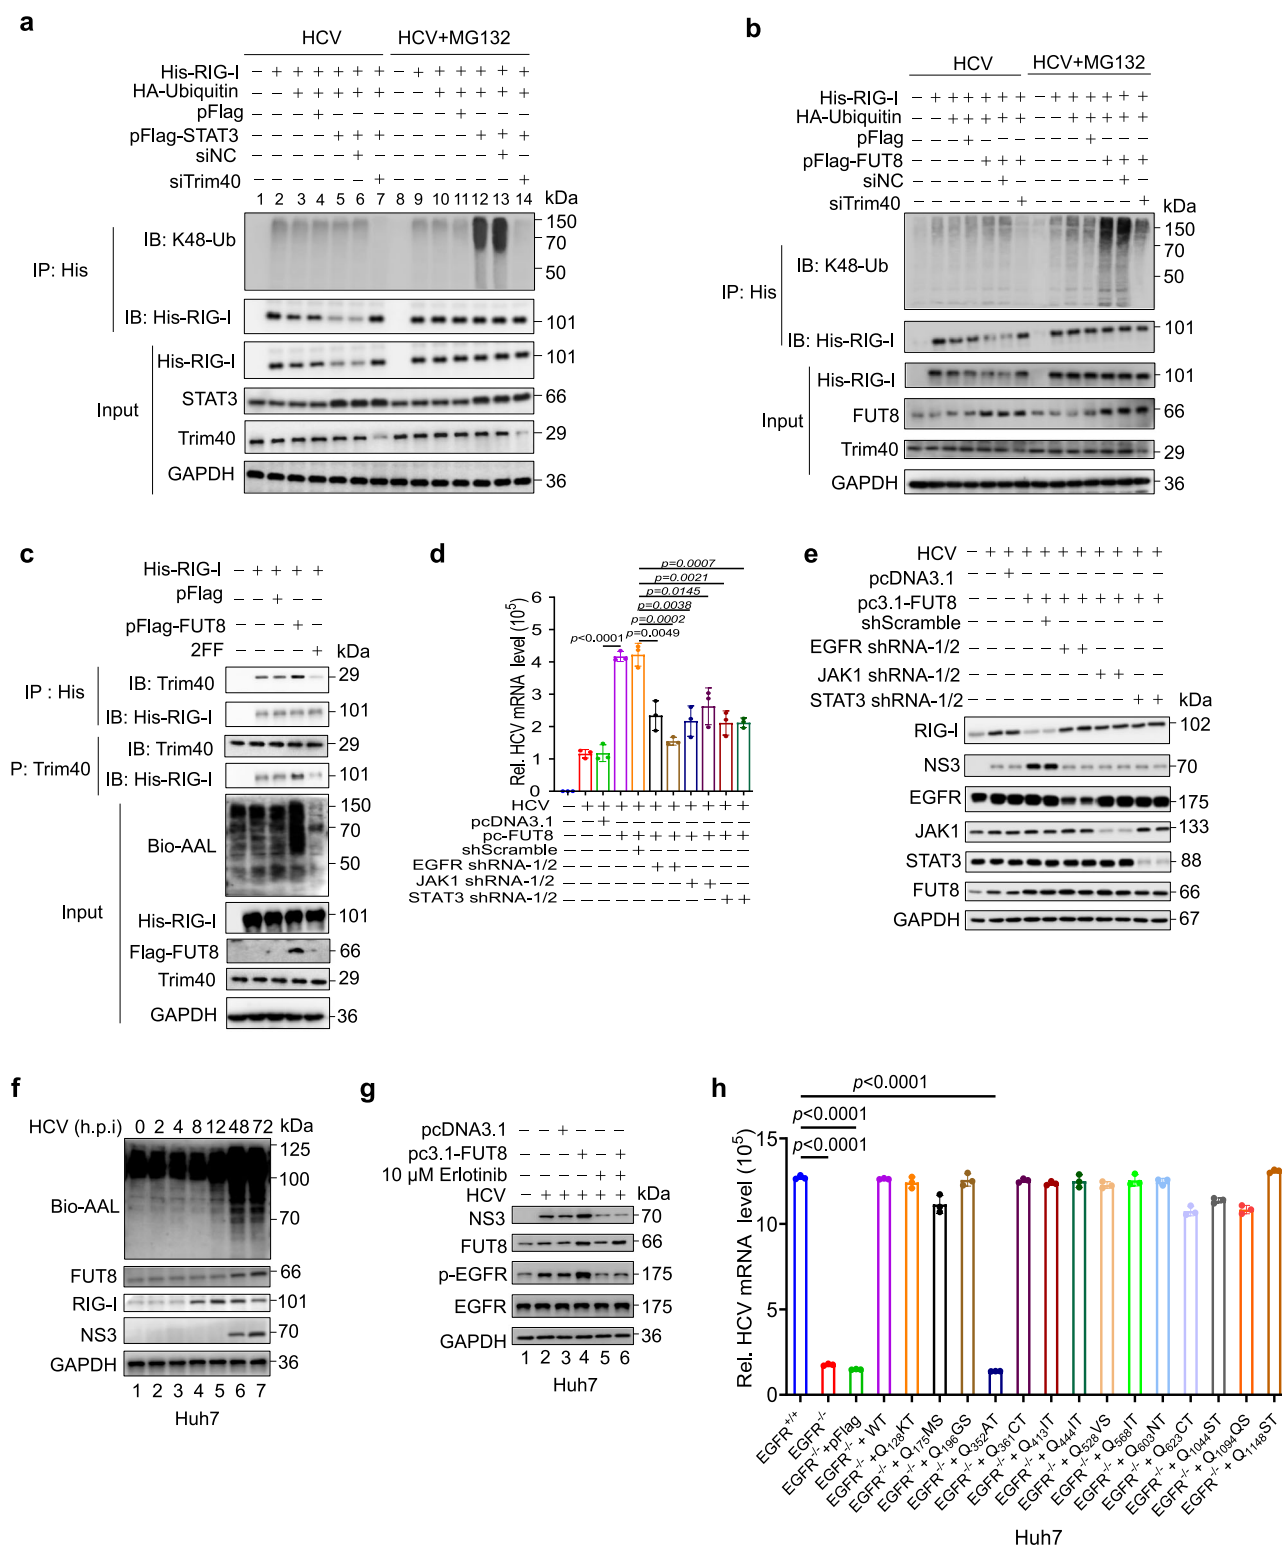 a
HCV HCV+MG132
His-RIG-I − + + + + + + − + + + + + +
HA-Ubiquitin − − + + + + + − − + + + + +
pFlag − − − + − − − − − − + − − −
pFlag-STAT3 − − − − + + + − − − − + + +
siNC − − − − − + − − − − − − + −
siTrim40 − − − − − − + − − − − − − +
1 2 3 4 5 6 7 8 9 10 11 12 13 14 kDa
IP: His
IB: K48-Ub
150
70
50
IB: His-RIG-I 101
Input
His-RIG-I 101
STAT3 66
Trim40 29
GAPDH 36
b
HCV HCV+MG132
His-RIG-I − + + + + + + − + + + + + +
HA-Ubiquitin − − + + + + + − − + + + + +
pFlag − − − + − − − − − − + − − −
pFlag-FUT8 − − − − + + + − − − − + + +
siNC − − − − − + − − − − − − + −
siTrim40 − − − − − − + − − − − − − +
kDa
IP: His
IB: K48-Ub
150
70
50
IB: His-RIG-I 101
Input
His-RIG-I 101
FUT8 66
Trim40 29
GAPDH 36
c
His-RIG-I − + + + +
pFlag − − + − −
pFlag-FUT8 − − − + −
2FF − − − − + kDa
IP : His
IB: Trim40 29
IB: His-RIG-I 101
P: Trim40
IB: Trim40 29
IB: His-RIG-I 101
Input
Bio-AAL
150
70
50
His-RIG-I 101
Flag-FUT8 66
Trim40 29
GAPDH 36
d
p=0.0007
p=0.0021
p=0.0145
p=0.0038
p=0.0002
p<0.0001 p=0.0049
Rel. HCV mRNA level (10⁵)
6
5
4
3
2
1
0
HCV − + + + + + + + + + +
pcDNA3.1 − − + − − − − − − − −
pc-FUT8 − − − + + + + + + + +
shScramble − − − − + − − − − − −
EGFR shRNA-1/2 − − − − − + + − − − −
JAK1 shRNA-1/2 − − − − − − − + + − −
STAT3 shRNA-1/2 − − − − − − − − − + +
e
HCV − + + + + + + + + + +
pcDNA3.1 − − + − − − − − − − −
pc3.1-FUT8 − − − + + + + + + + +
shScramble − − − − + − − − − − −
EGFR shRNA-1/2 − − − − − + + − − − −
JAK1 shRNA-1/2 − − − − − − − + + − −
STAT3 shRNA-1/2 − − − − − − − − − + + kDa
RIG-I 102
NS3 70
EGFR 175
JAK1 133
STAT3 88
FUT8 66
GAPDH 67
f
HCV (h.p.i) 0 2 4 8 12 48 72 kDa
Bio-AAL
125
100
70
FUT8 66
RIG-I 101
NS3 70
GAPDH 36
1 2 3 4 5 6 7
Huh7
g
pcDNA3.1 − − + − − −
pc3.1-FUT8 − − − + − +
10 µM Erlotinib − − − − + +
HCV − + + + + + kDa
NS3 70
FUT8 66
p-EGFR 175
EGFR 175
GAPDH 36
1 2 3 4 5 6
Huh7
h
p<0.0001
p<0.0001
p<0.0001
Rel. HCV mRNA level (10⁵)
15
10
5
0
EGFR⁺/⁺
EGFR⁻/⁻
EGFR⁻/⁻+pFlag
EGFR⁻/⁻ + WT
EGFR⁻/⁻ +Q₁₂₈KT
EGFR⁻/⁻ + Q₁₇₅MS
EGFR⁻/⁻ + Q₁₉₆GS
EGFR⁻/⁻ + Q₃₅₂AT
EGFR⁻/⁻ + Q₃₆₁CT
EGFR⁻/⁻ + Q₄₁₃IT
EGFR⁻/⁻ + Q₄₄₄IT
EGFR⁻/⁻ + Q₅₂₈VS
EGFR⁻/⁻ + Q₅₆₈IT
EGFR⁻/⁻ + Q₆₀₃NT
EGFR⁻/⁻ + Q₆₂₃CT
EGFR⁻/⁻ + Q₁₀₄₄ST
EGFR⁻/⁻ + Q₁₀₉₄QS
EGFR⁻/⁻ + Q₁₁₄₈ST
Huh7